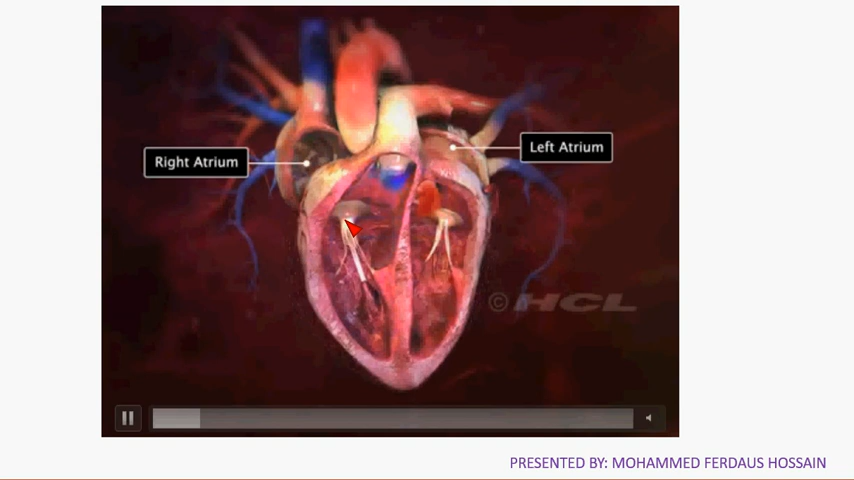 Left Atrium
Right Atrium
© HCL
PRESENTED BY: MOHAMMED FERDAUS HOSSAIN